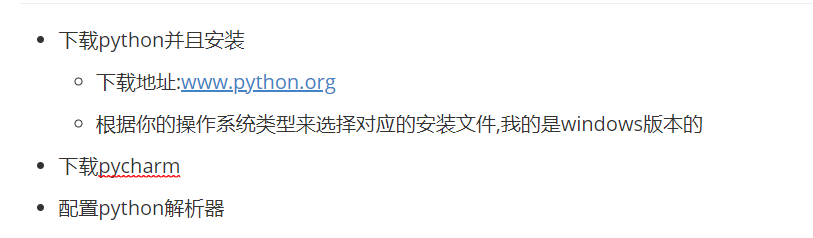 下载python并且安装
下载地址:www.python.org
根据你的操作系统类型来选择对应的安装文件,我的是windows版本的
下载pycharm
配置python解析器